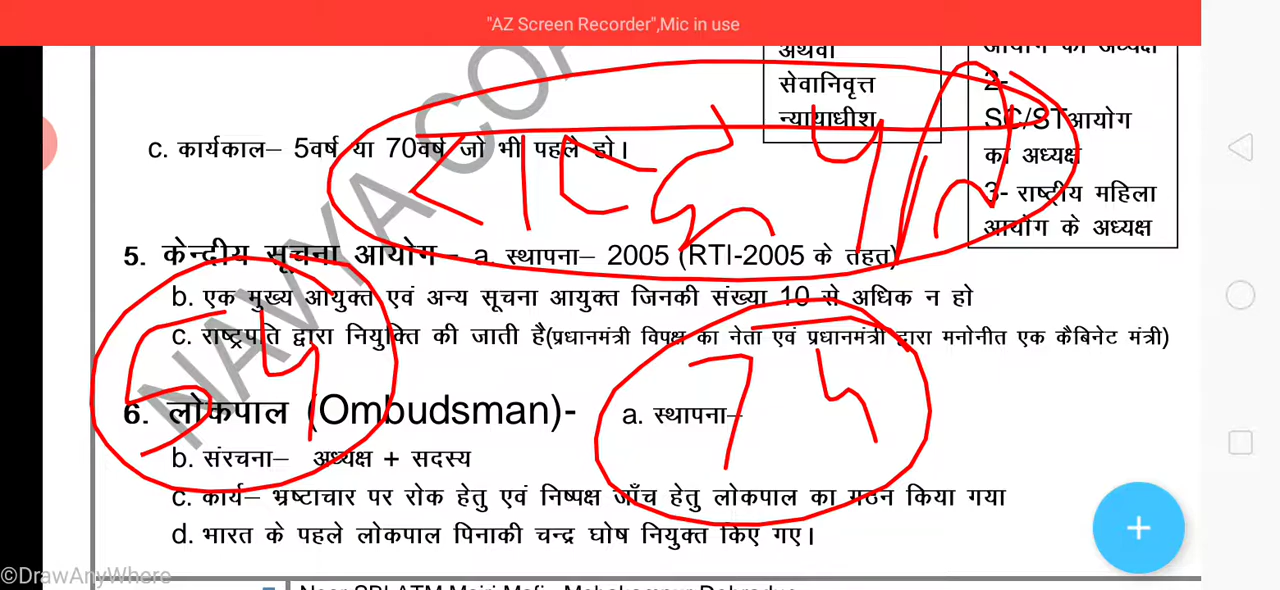 "AZ Screen Recorder",Mic in use
अथवा
सेवानिवृत्त
न्यायाधीश
आयोग का अध्यक्ष
2-
SC/ST आयोग
का अध्यक्ष
3- राष्ट्रीय महिला
आयोग के अध्यक्ष
c. कार्यकाल– 5वर्ष या 70वर्ष जो भी पहले हो।
5. केन्दीय सूचना आयोग– a. स्थापना– 2005 (RTI-2005 के तहत)
b. एक मुख्य आयुक्त एवं अन्य सूचना आयुक्त जिनकी संख्या 10 से अधिक न हो
c. राष्ट्रपति द्वारा नियुक्ति की जाती है(प्रधानमंत्री विपक्ष का नेता एवं प्रधानमंत्री द्वारा मनोनीत एक कैबिनेट मंत्री)
6. लोकपाल (Ombudsman)- a. स्थापना–
b. संरचना– अध्यक्ष + सदस्य
c. कार्य– भ्रष्टाचार पर रोक हेतु एवं निष्पक्ष जाँच हेतु लोकपाल का गठन किया गया
d. भारत के पहले लोकपाल पिनाकी चन्द्र घोष नियुक्त किए गए।
©DrawAnyWhere